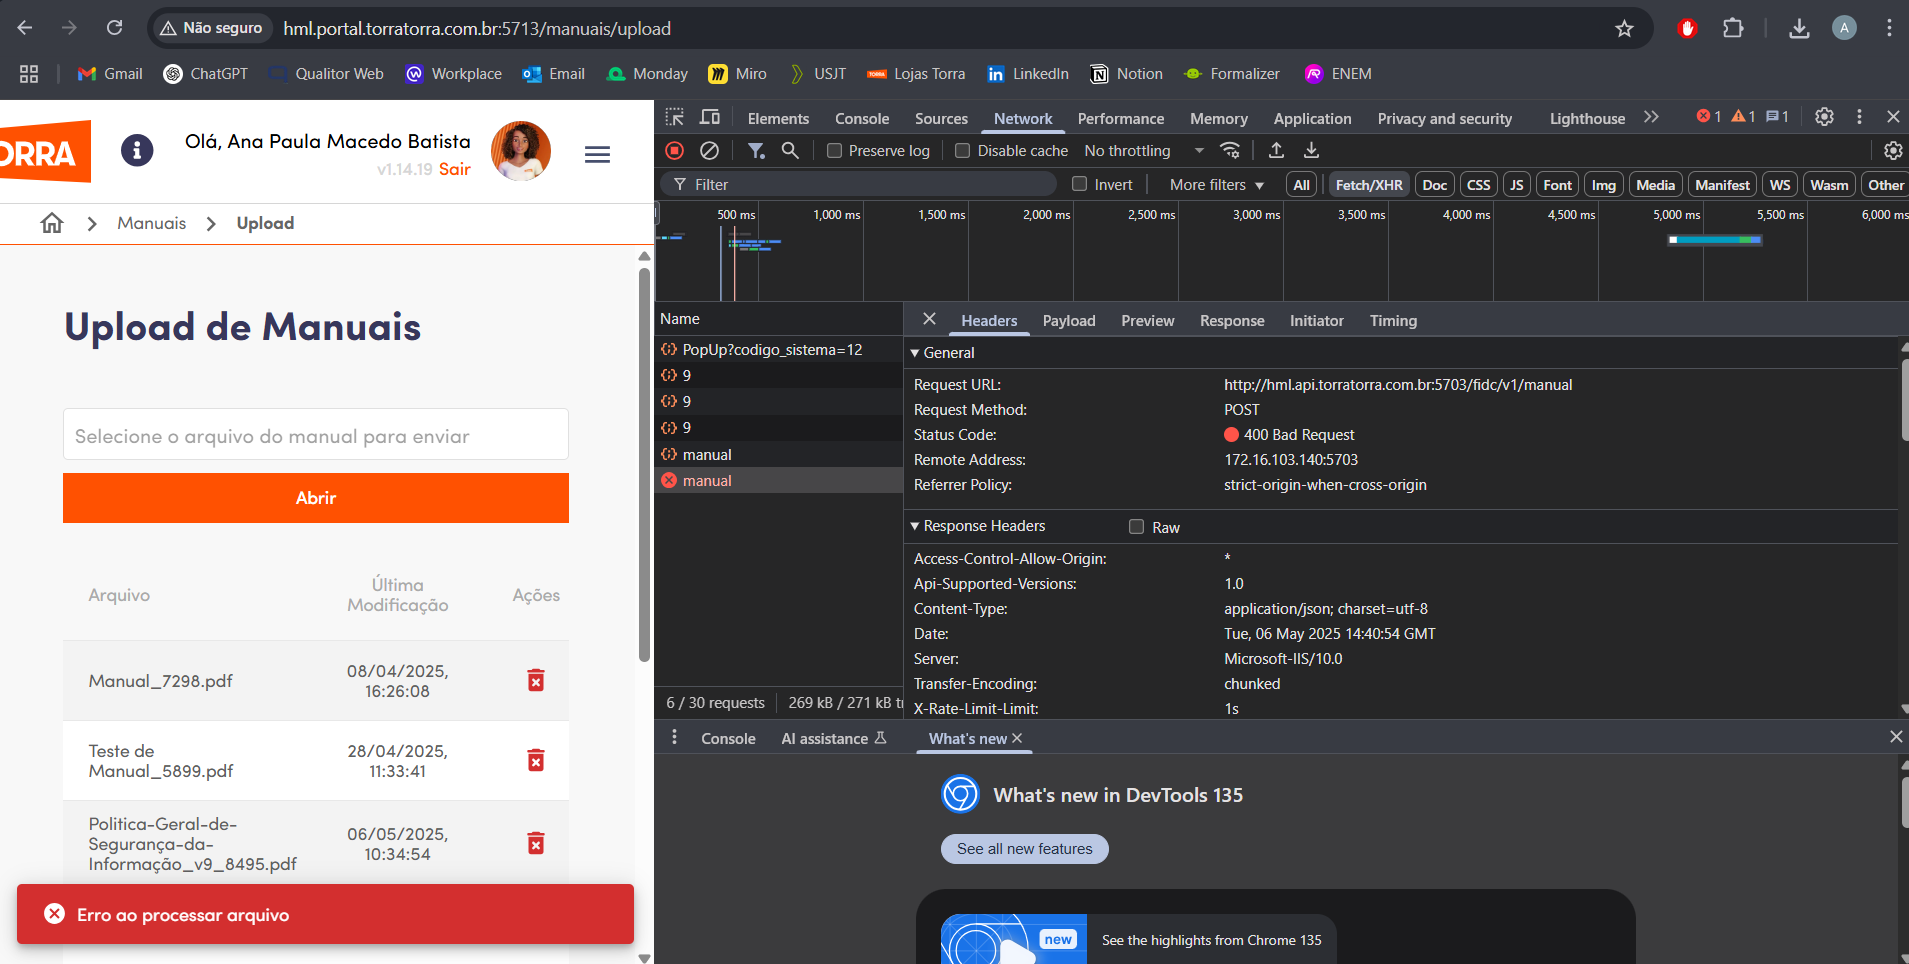 Não seguro
hml.portal.torratorra.com.br:5713/manuais/upload
A
Gmail
ChatGPT
Qualitor Web
Workplace
Email
Monday
Miro
USJT
TORRA
Lojas Torra
LinkedIn
Notion
Formalizer
ENEM
ORRA
Olá, Ana Paula Macedo Batista
v1.14.19 Sair
Manuais
Upload
Upload de Manuais
Selecione o arquivo do manual para enviar
Abrir
Arquivo
Última
Modificação
Ações
Manual_7298.pdf
08/04/2025,
16:26:08
Teste de
Manual_5899.pdf
28/04/2025,
11:33:41
Politica-Geral-de-
Segurança-da-
Informação_v9_8495.pdf
06/05/2025,
10:34:54
Erro ao processar arquivo
Elements
Console
Sources
Network
Performance
Memory
Application
Privacy and security
Lighthouse
1
1
1
Preserve log
Disable cache
No throttling
Filter
Invert
More filters
All
Fetch/XHR
Doc
CSS
JS
Font
Img
Media
Manifest
WS
Wasm
Other
500 ms
1,000 ms
1,500 ms
2,000 ms
2,500 ms
3,000 ms
3,500 ms
4,000 ms
4,500 ms
5,000 ms
5,500 ms
6,000 ms
Name
PopUp?codigo_sistema=12
9
9
9
manual
manual
6 / 30 requests
269 kB / 271 kB tr
Headers
Payload
Preview
Response
Initiator
Timing
General
Request URL: http://hml.api.torratorra.com.br:5703/fidc/v1/manual
Request Method: POST
Status Code: 400 Bad Request
Remote Address: 172.16.103.140:5703
Referrer Policy: strict-origin-when-cross-origin
Response Headers
Raw
Access-Control-Allow-Origin: *
Api-Supported-Versions: 1.0
Content-Type: application/json; charset=utf-8
Date: Tue, 06 May 2025 14:40:54 GMT
Server: Microsoft-IIS/10.0
Transfer-Encoding: chunked
X-Rate-Limit-Limit: 1s
Console
AI assistance
What's new
What's new in DevTools 135
See all new features
new
See the highlights from Chrome 135